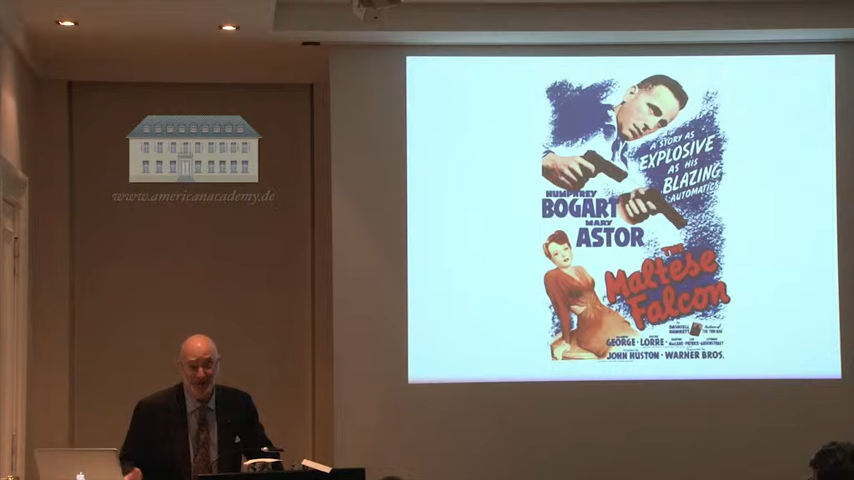 www.americanacademy.de
A STORY AS
EXPLOSIVE
AS HIS
BLAZING
AUTOMATICS
HUMPHREY
BOGART
MARY
ASTOR
THE
Maltese
Falcon
GEORGE · LORRE
JOHN HUSTON · WARNER BROS.